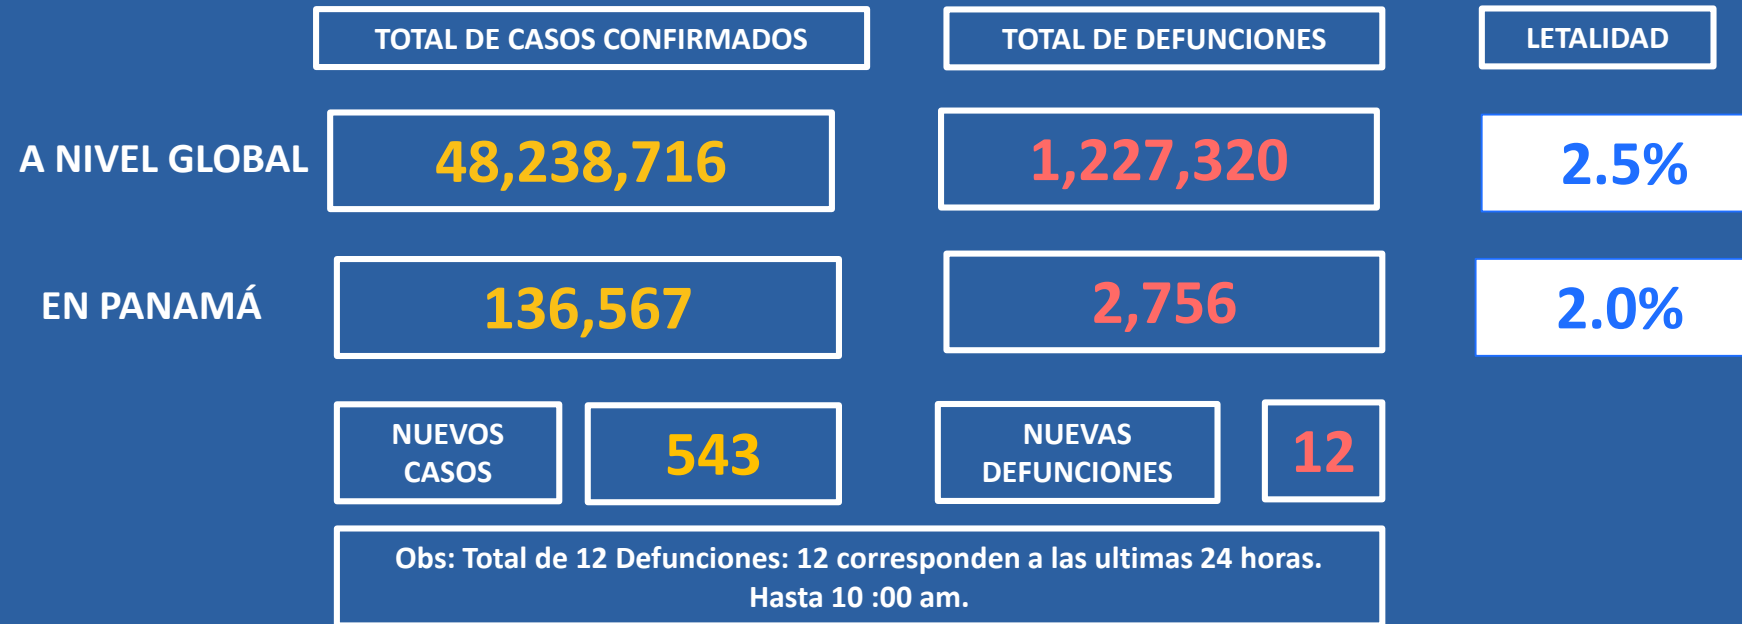 TOTAL DE CASOS CONFIRMADOS
TOTAL DE DEFUNCIONES
LETALIDAD
A NIVEL GLOBAL
48,238,716
1,227,320
2.5%
EN PANAMÁ
136,567
2,756
2.0%
NUEVOS
CASOS
543
NUEVAS
DEFUNCIONES
12
Obs: Total de 12 Defunciones: 12 corresponden a las ultimas 24 horas.
Hasta 10 :00 am.